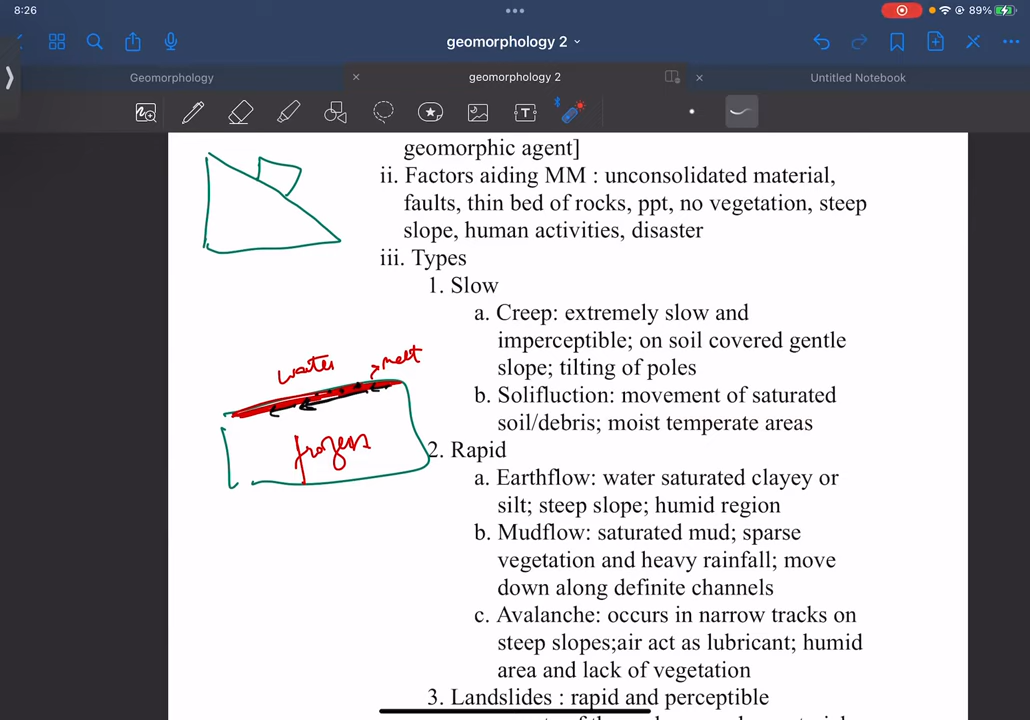 8:26
89%
geomorphology 2
Geomorphology
geomorphology 2
Untitled Notebook
geomorphic agent]
ii. Factors aiding MM : unconsolidated material,
faults, thin bed of rocks, ppt, no vegetation, steep
slope, human activities, disaster
iii. Types
1. Slow
a. Creep: extremely slow and
imperceptible; on soil covered gentle
slope; tilting of poles
water
melt
b. Solifluction: movement of saturated
soil/debris; moist temperate areas
frozen
2. Rapid
a. Earthflow: water saturated clayey or
silt; steep slope; humid region
b. Mudflow: saturated mud; sparse
vegetation and heavy rainfall; move
down along definite channels
c. Avalanche: occurs in narrow tracks on
steep slopes;air act as lubricant; humid
area and lack of vegetation
3. Landslides : rapid and perceptible